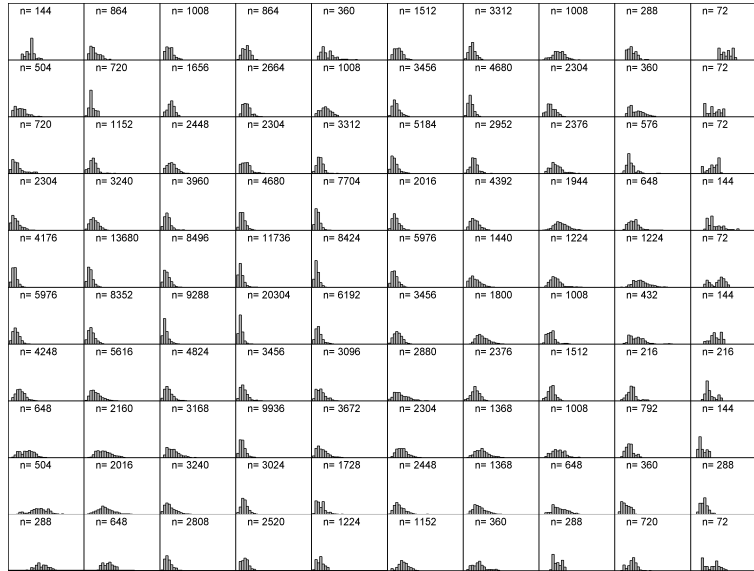 n= 144 n= 864 n= 1008 n= 864 n= 360 n= 1512 n= 3312 n= 1008 n= 288 n= 72
n= 504 n= 720 n= 1656 n= 2664 n= 1008 n= 3456 n= 4680 n= 2304 n= 360 n= 72
n= 720 n= 1152 n= 2448 n= 2304 n= 3312 n= 5184 n= 2952 n= 2376 n= 576 n= 72
n= 2304 n= 3240 n= 3960 n= 4680 n= 7704 n= 2016 n= 4392 n= 1944 n= 648 n= 144
n= 4176 n= 13680 n= 8496 n= 11736 n= 8424 n= 5976 n= 1440 n= 1224 n= 1224 n= 72
n= 5976 n= 8352 n= 9288 n= 20304 n= 6192 n= 3456 n= 1800 n= 1008 n= 432 n= 144
n= 4248 n= 5616 n= 4824 n= 3456 n= 3096 n= 2880 n= 2376 n= 1512 n= 216 n= 216
n= 648 n= 2160 n= 3168 n= 9936 n= 3672 n= 2304 n= 1368 n= 1008 n= 792 n= 144
n= 504 n= 2016 n= 3240 n= 3024 n= 1728 n= 2448 n= 1368 n= 648 n= 360 n= 288
n= 288 n= 648 n= 2808 n= 2520 n= 1224 n= 1152 n= 360 n= 288 n= 720 n= 72